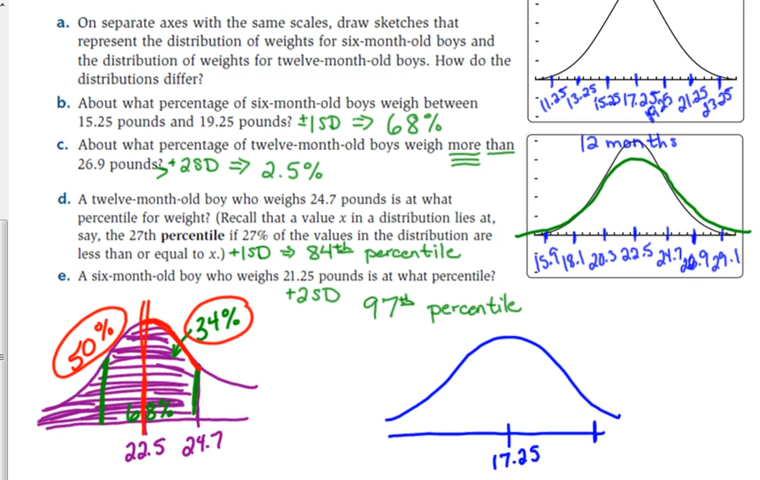 a. On separate axes with the same scales, draw sketches that
represent the distribution of weights for six-month-old boys and
the distribution of weights for twelve-month-old boys. How do the
distributions differ?
11.25 13.25 15.25 17.25 19.25 21.25 23.25
b. About what percentage of six-month-old boys weigh between
15.25 pounds and 19.25 pounds? ±1SD ⇒ 68%
c. About what percentage of twelve-month-old boys weigh more than
26.9 pounds? +2SD ⇒ 2.5%
12 months
d. A twelve-month-old boy who weighs 24.7 pounds is at what
percentile for weight? (Recall that a value x in a distribution lies at,
say, the 27th percentile if 27% of the values in the distribution are
less than or equal to x.) +1SD ⇒ 84th percentile
15.9 18.1 20.3 22.5 24.7 26.9 29.1
e. A six-month-old boy who weighs 21.25 pounds is at what percentile?
+2SD 97th percentile
50% 34%
68%
22.5 24.7
17.25